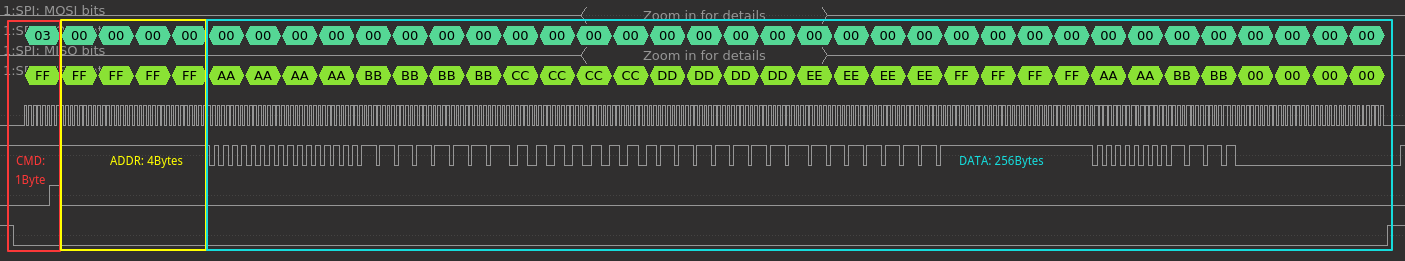 1:SPI: MOSI bits
Zoom in for details
03 00 00 00 00 00 00 00 00 00 00 00 00 00 00 00 00 00 00 00 00 00 00 00 00 00 00 00 00 00 00 00 00 00 00 00 00
1:SPI: MISO bits
Zoom in for details
FF FF FF FF FF AA AA AA AA BB BB BB BB CC CC CC CC DD DD DD DD EE EE EE EE FF FF FF FF AA AA BB BB 00 00 00 00
CMD: ADDR: 4Bytes DATA: 256Bytes
1Byte